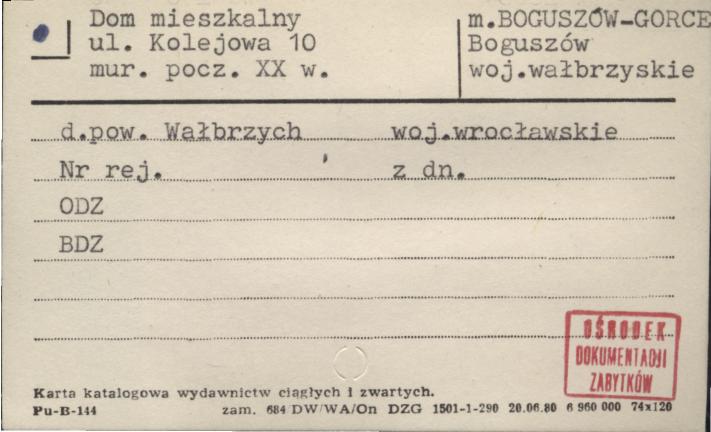 Dom mieszkalny
ul. Kolejowa 10
mur. pocz. XX w.
m.BOGUSZÓW-GORCE
Boguszów
woj.wałbrzyskie
d.pow. Wałbrzych woj.wrocławskie
Nr rej. z dn.
ODZ
BDZ
OŚRODEK
DOKUMENTACJI
ZABYTKÓW
Karta katalogowa wydawnictw ciągłych i zwartych.
Pu-B-144 zam. 684 DW/WA/On DZG 1501-1-290 20.06.80 6 960 000 74x120